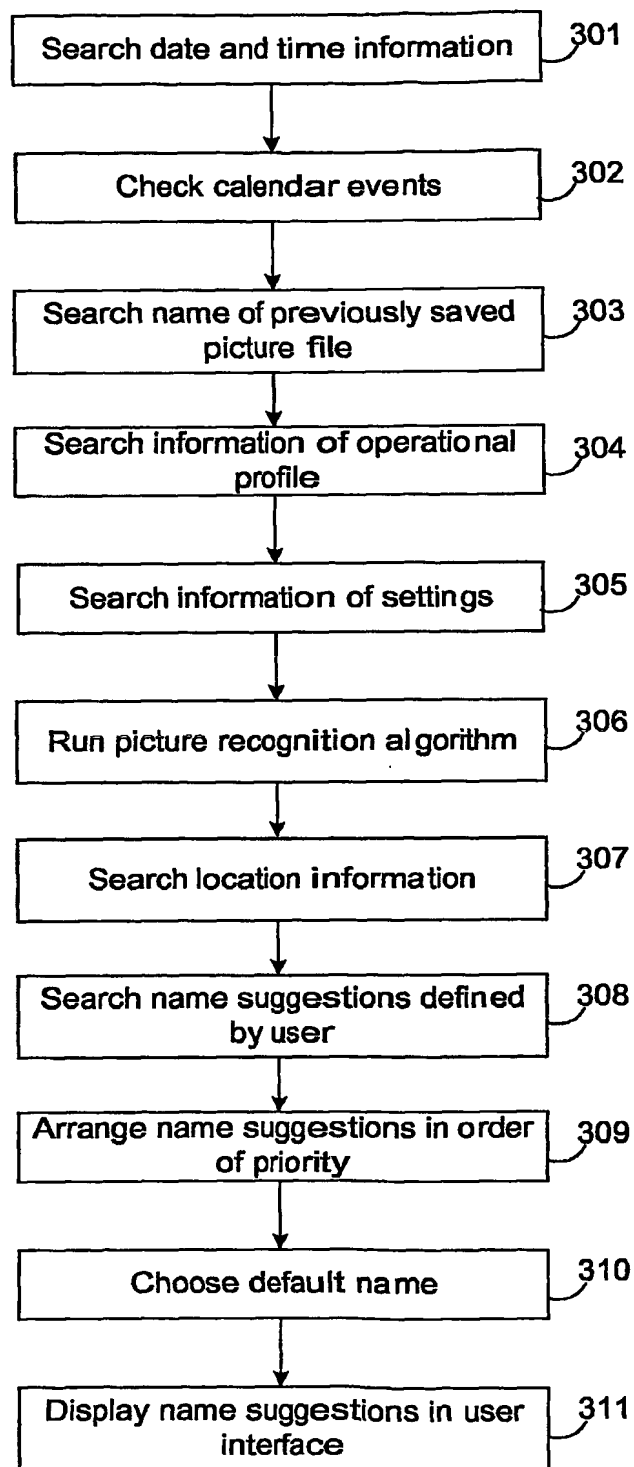 Search date and time information
301
Check calendar events
302
Search name of previously saved
picture file
303
Search information of operational
profile
304
Search information of settings
305
Run picture recognition algorithm
306
Search location information
307
Search name suggestions defined
by user
308
Arrange name suggestions in order
of priority
309
Choose default name
310
Display name suggestions in user
interface
311